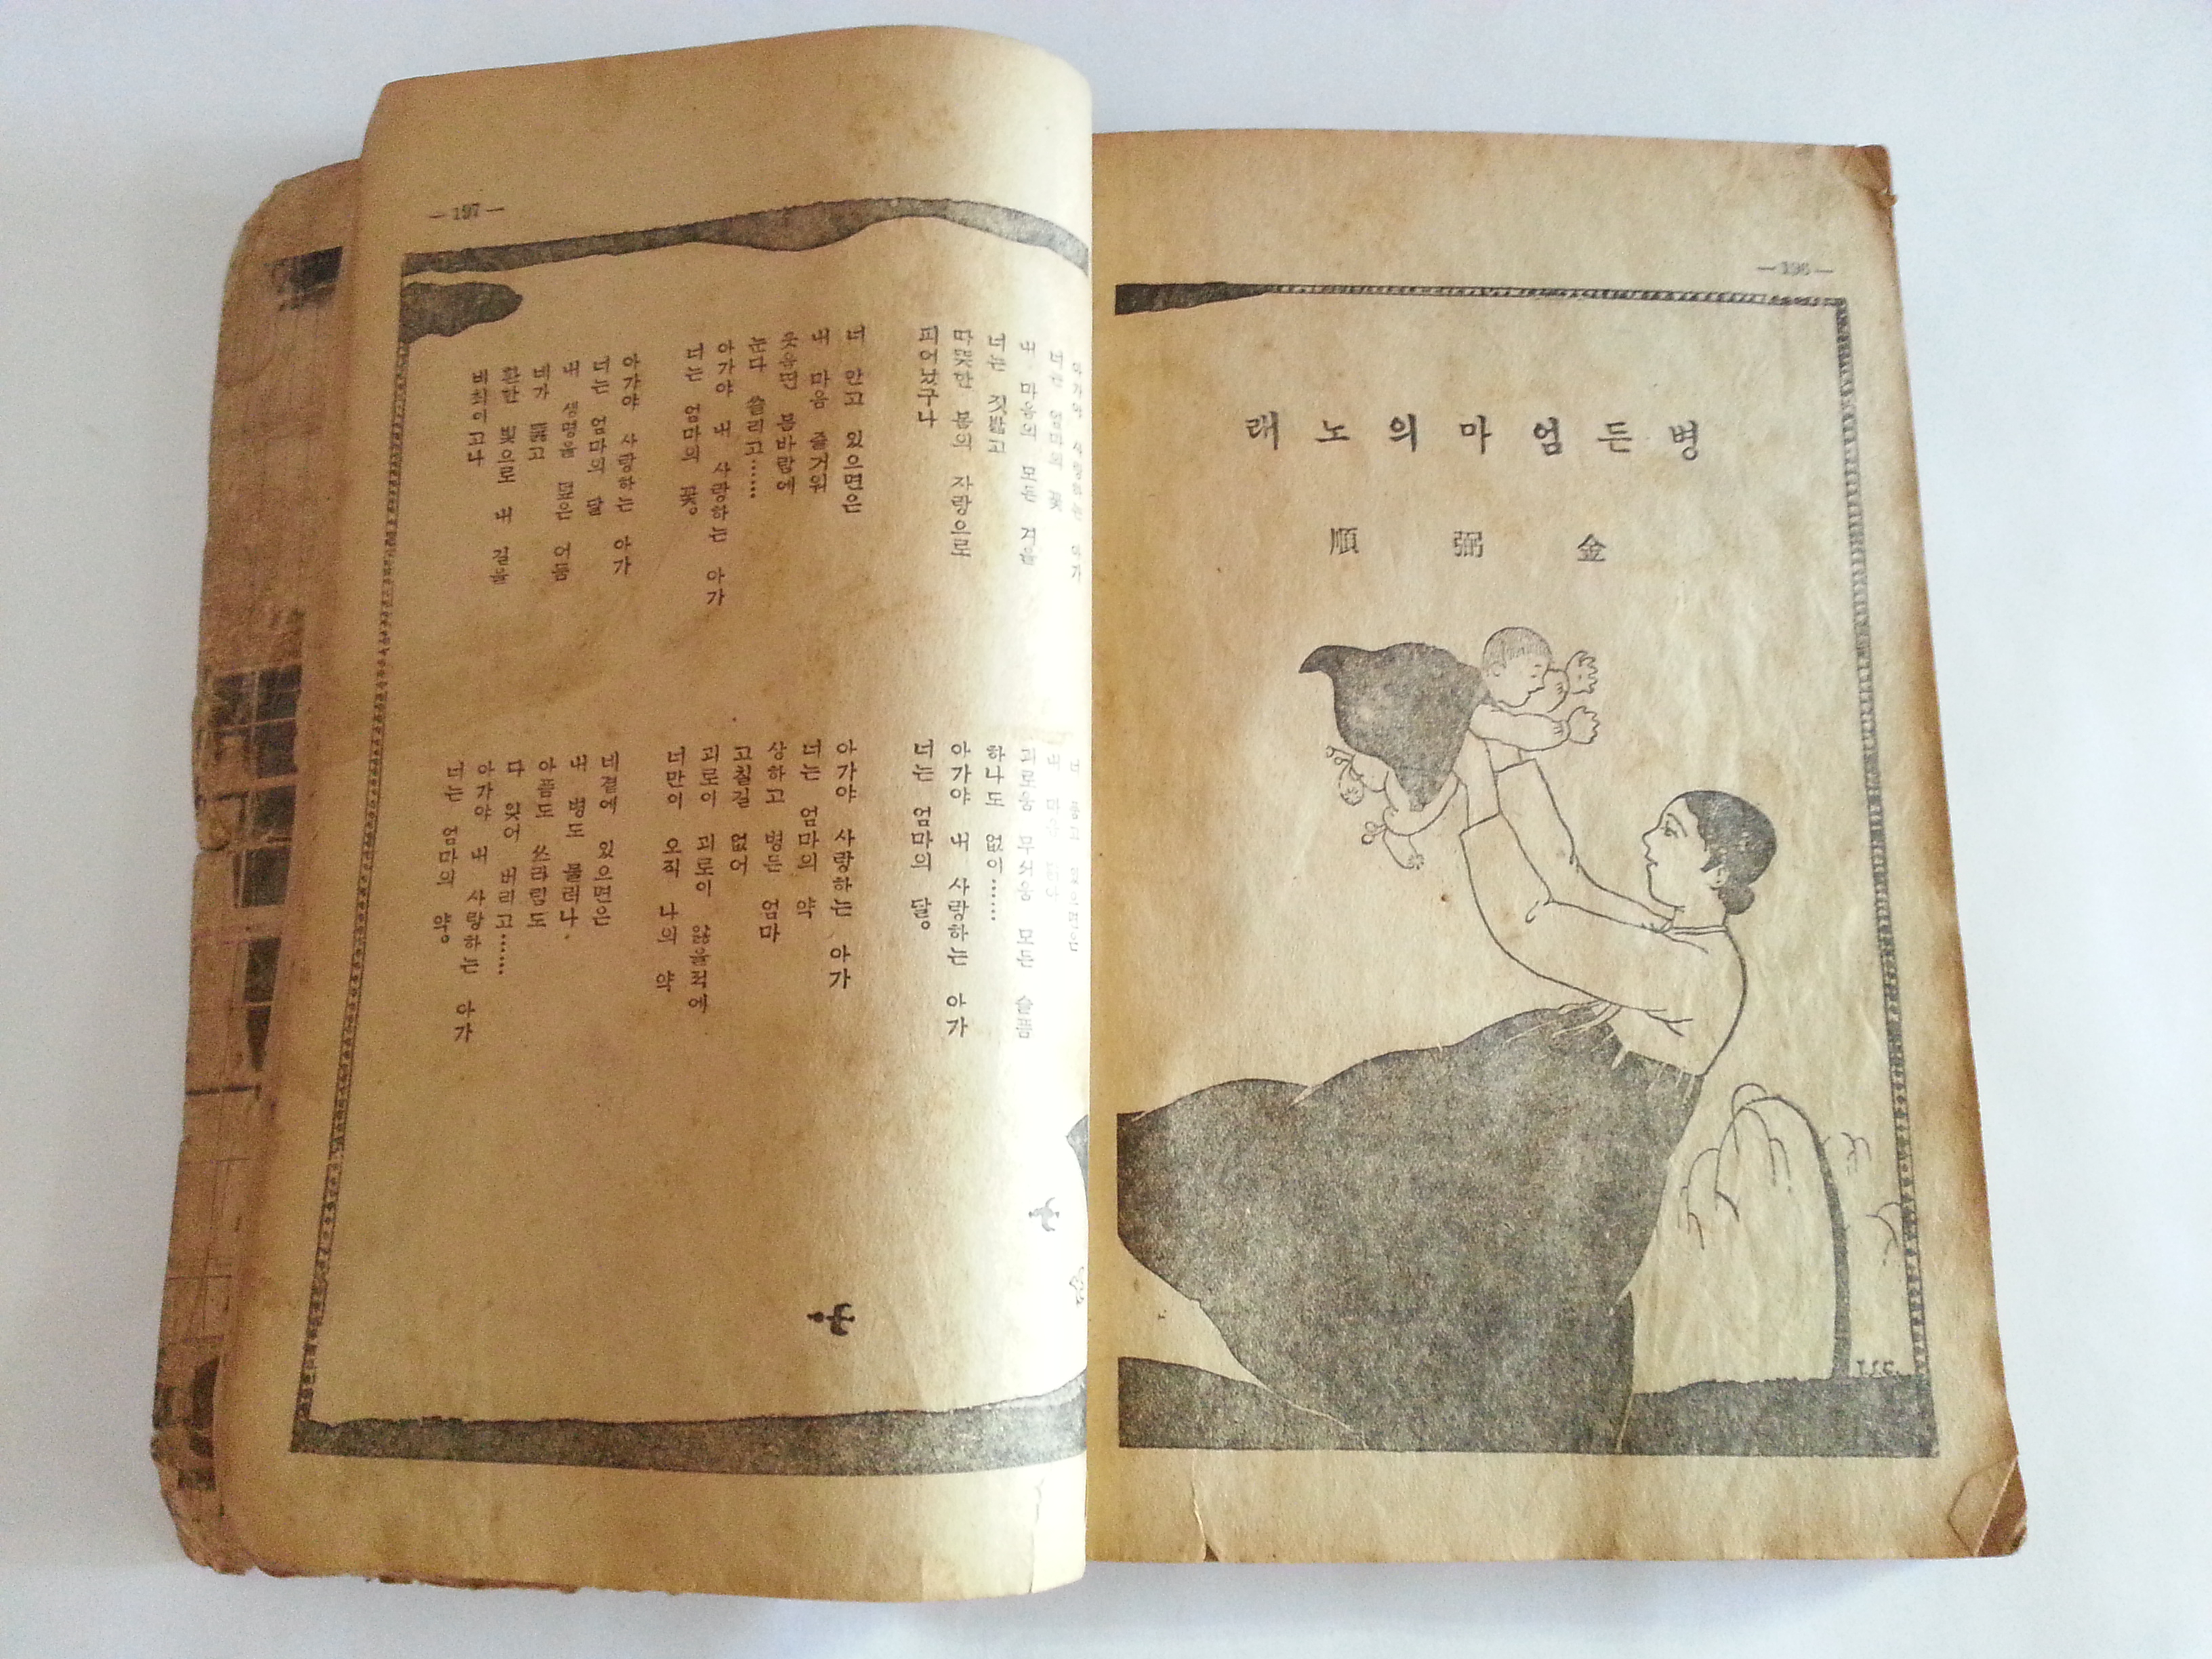 —196—
병든엄마의노래
金弼順
I.S.C.
—197—
아가야 사랑하는 아가
너는 엄마의 꽃
내 마음의 모든 겨울
너는 짓밟고
따뜻한 봄의 자랑으로
피어났구나
너 안고 있으면은
내 마음 즐거워
봄바람에
눈다 쓸리고……
아가야 내 사랑하는 아가
너는 엄마의 꽃。
아가야 사랑하는 아가
너는 엄마의 달
내 생명을 덮은 어둠
네가 뚫고
환한 빛으로 내 길을
비최이고나
너 품고 있으면은
내 마음
괴로움 무서움 모든 슬픔
하나도 없이……
아가야 내 사랑하는 아가
너는 엄마의 달。
아가야 사랑하는 아가
너는 엄마의 약
상하고 병든 엄마
고칠길 없어
괴로이 괴로이 앓을적에
너만이 오직 나의 약
네곁에 있으면은
내 병도 물러나
아픔도 쓰라림도
다 잊어 버리고……
아가야 내 사랑하는 아가
너는 엄마의 약。